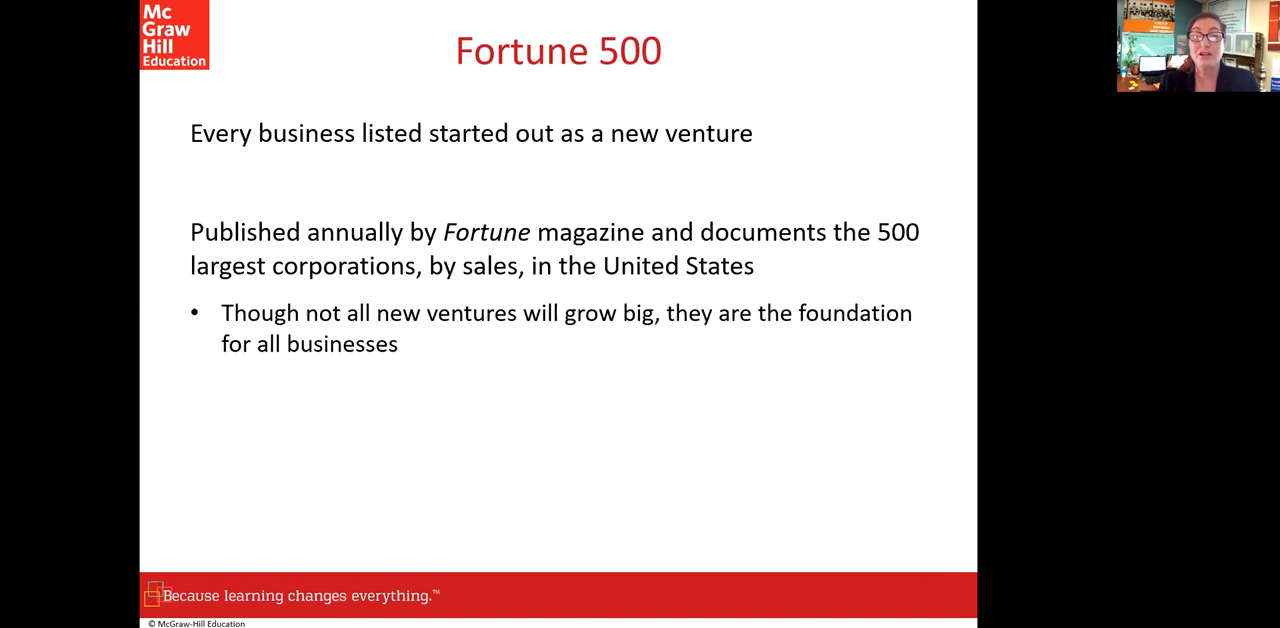 Mc
Graw
Hill
Education
Fortune 500
Every business listed started out as a new venture
Published annually by Fortune magazine and documents the 500
largest corporations, by sales, in the United States
• Though not all new ventures will grow big, they are the foundation
for all businesses
Because learning changes everything.™
© McGraw-Hill Education